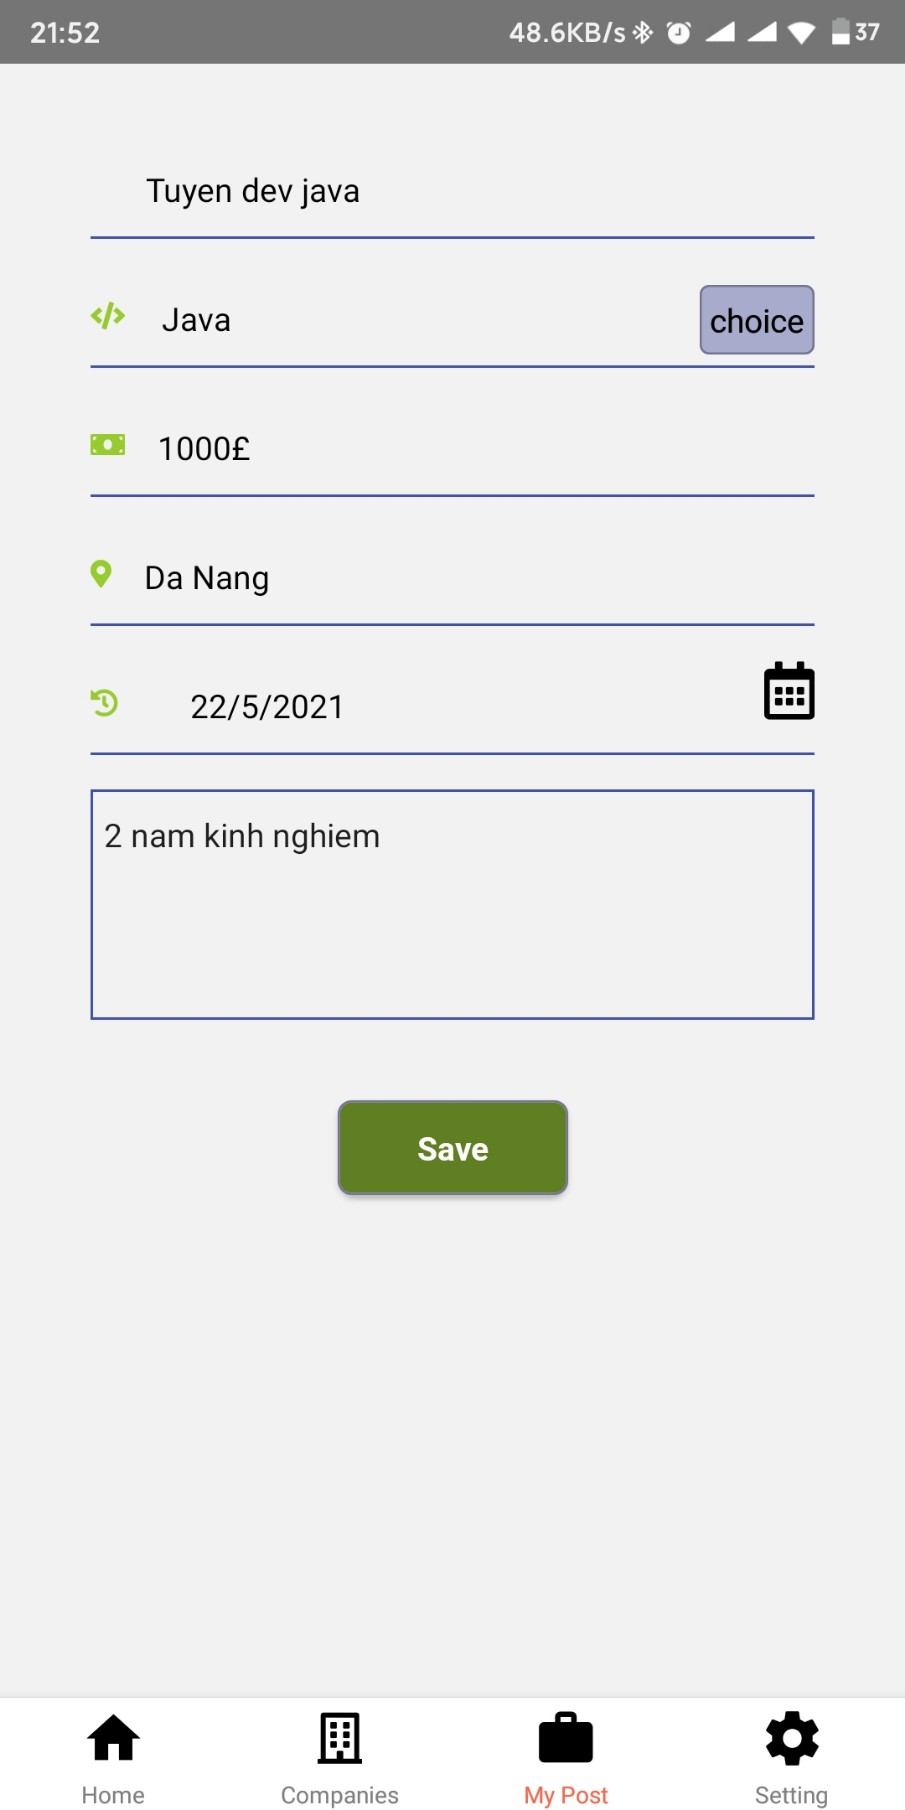 21:52 48.6KB/s 37
Tuyen dev java
Java choice
1000£
Da Nang
22/5/2021
2 nam kinh nghiem
Save
Home Companies My Post Setting